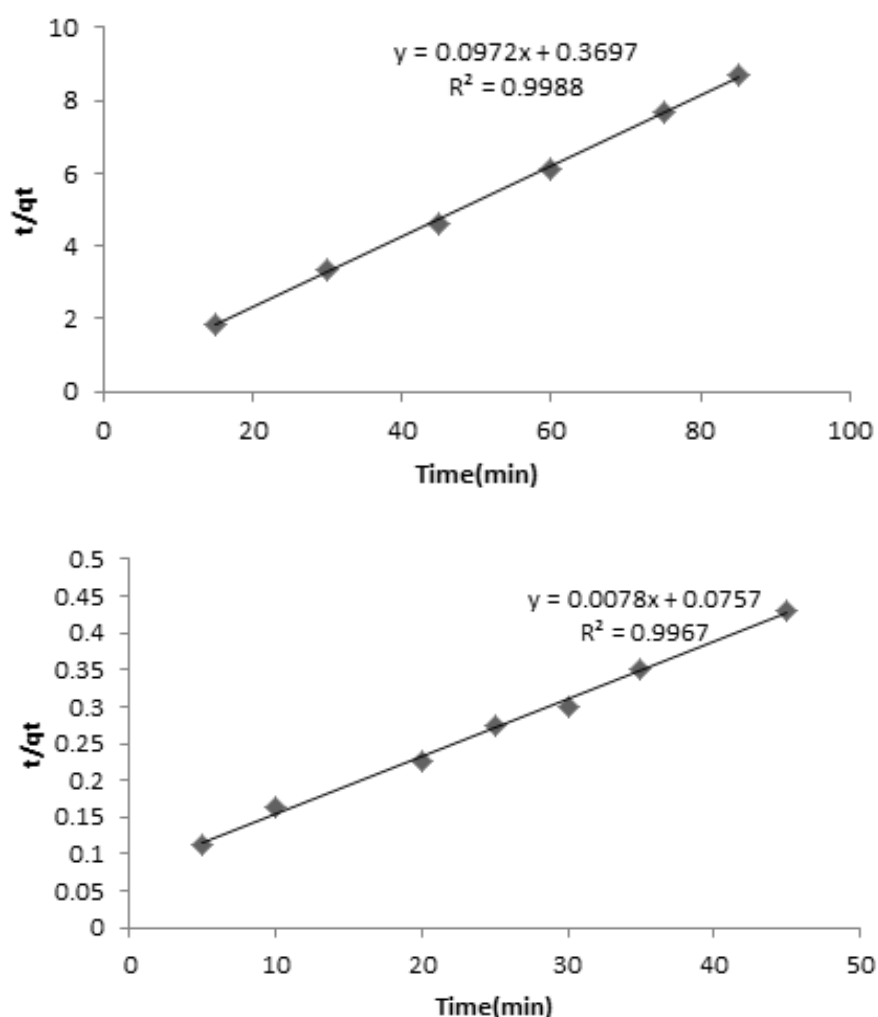 10
8
6
4
2
0
t/qt
y = 0.0972x + 0.3697
R² = 0.9988
0 20 40 60 80 100
Time(min)
0.5
0.45
0.4
0.35
0.3
0.25
0.2
0.15
0.1
0.05
0
t/qt
y = 0.0078x + 0.0757
R² = 0.9967
0 10 20 30 40 50
Time(min)